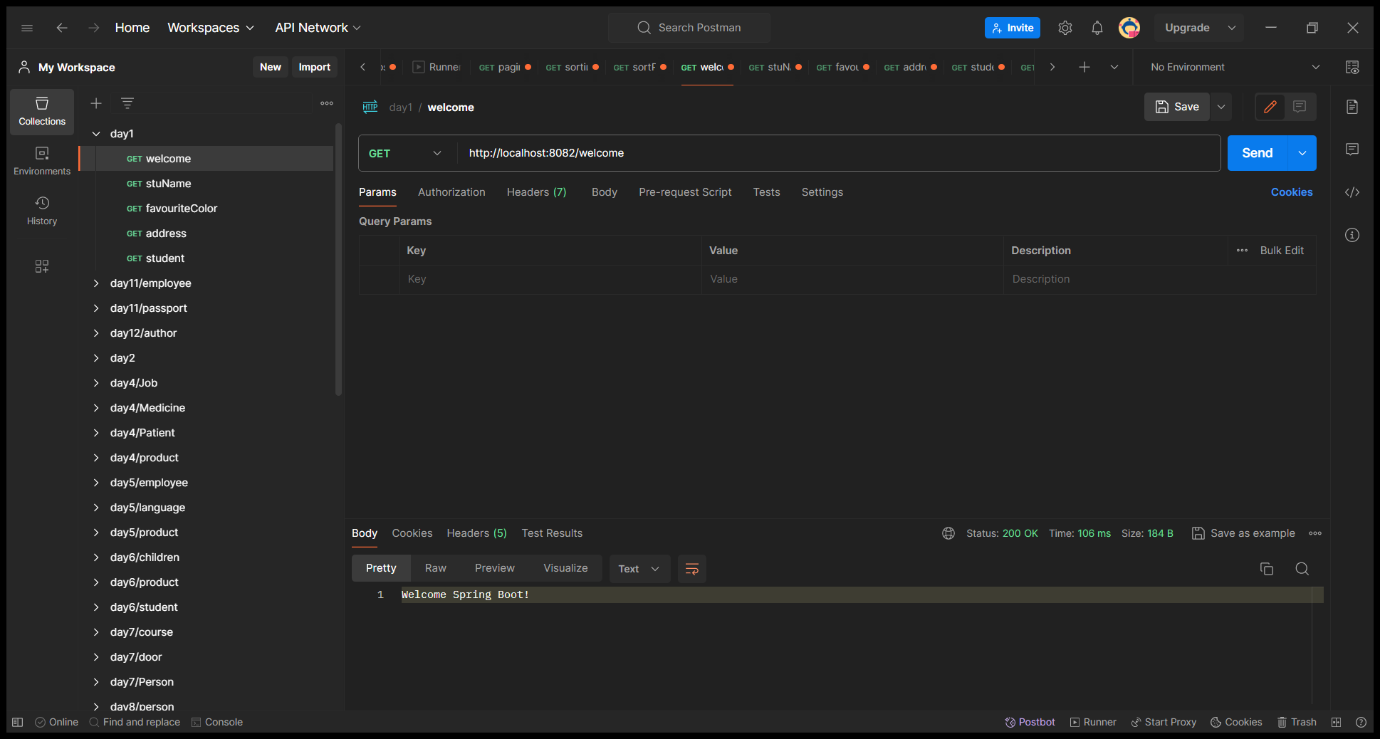 Home Workspaces API Network Search Postman Invite Upgrade
My Workspace New Import
Runne GET pagin GET sortin GET sortF GET welc GET stuN GET favou GET addre GET stude GET No Environment
Collections
Environments
History
day1
GET welcome
GET stuName
GET favouriteColor
GET address
GET student
day11/employee
day11/passport
day12/author
day2
day4/Job
day4/Medicine
day4/Patient
day4/product
day5/employee
day5/language
day5/product
day6/children
day6/product
day6/student
day7/course
day7/door
day7/Person
day8/person
HTTP day1 / welcome Save
GET http://localhost:8082/welcome Send
Params Authorization Headers (7) Body Pre-request Script Tests Settings Cookies
Query Params
Key Value Description Bulk Edit
Key Value Description
Body Cookies Headers (5) Test Results Status: 200 OK Time: 106 ms Size: 184 B Save as example
Pretty Raw Preview Visualize Text
1 Welcome Spring Boot!
Online Find and replace Console Postbot Runner Start Proxy Cookies Trash